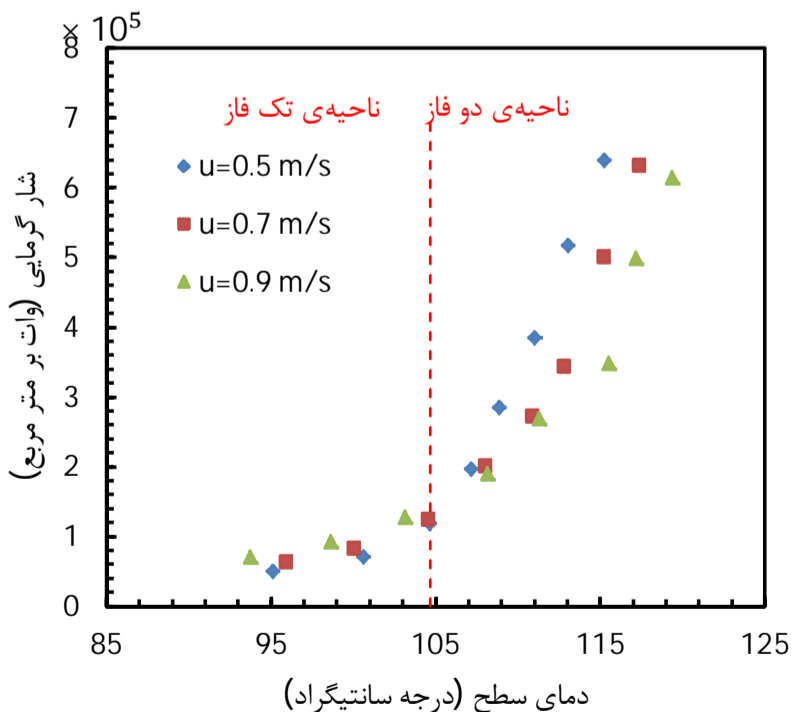 × 10⁵
8
7
6
5
4
3
2
1
0
شار گرمایی (وات بر متر مربع)
ناحیه‌ی تک فاز
ناحیه‌ی دو فاز
u=0.5 m/s
u=0.7 m/s
u=0.9 m/s
85 95 105 115 125
دمای سطح (درجه سانتیگراد)